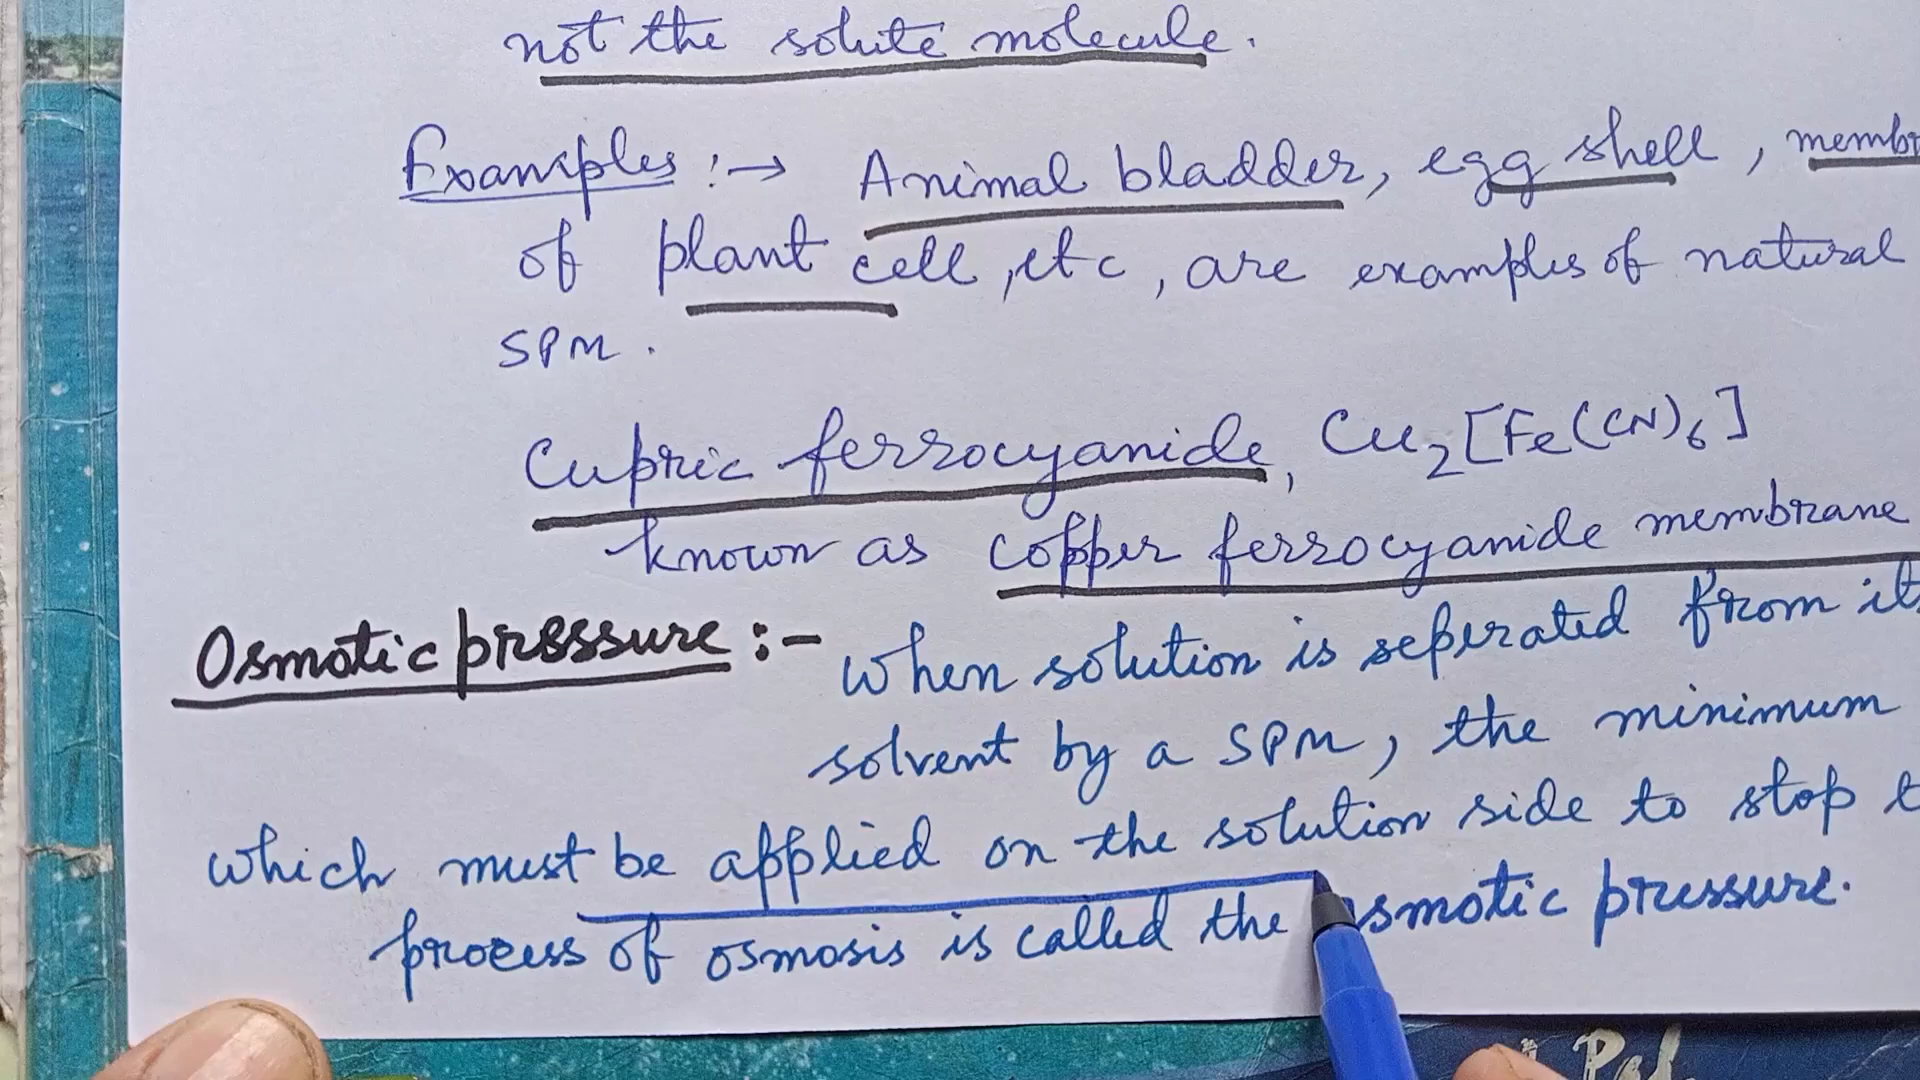 not the solute molecule.
Examples :→ Animal bladder, egg shell, membr
of plant cell, etc, are examples of natural
SPM.
Cupric ferrocyanide, Cu₂[Fe(CN)₆]
known as copper ferrocyanide membrane
Osmotic pressure :- When solution is seperated from its
solvent by a SPM, the minimum
which must be applied on the solution side to stop t
process of osmosis is called the osmotic pressure.